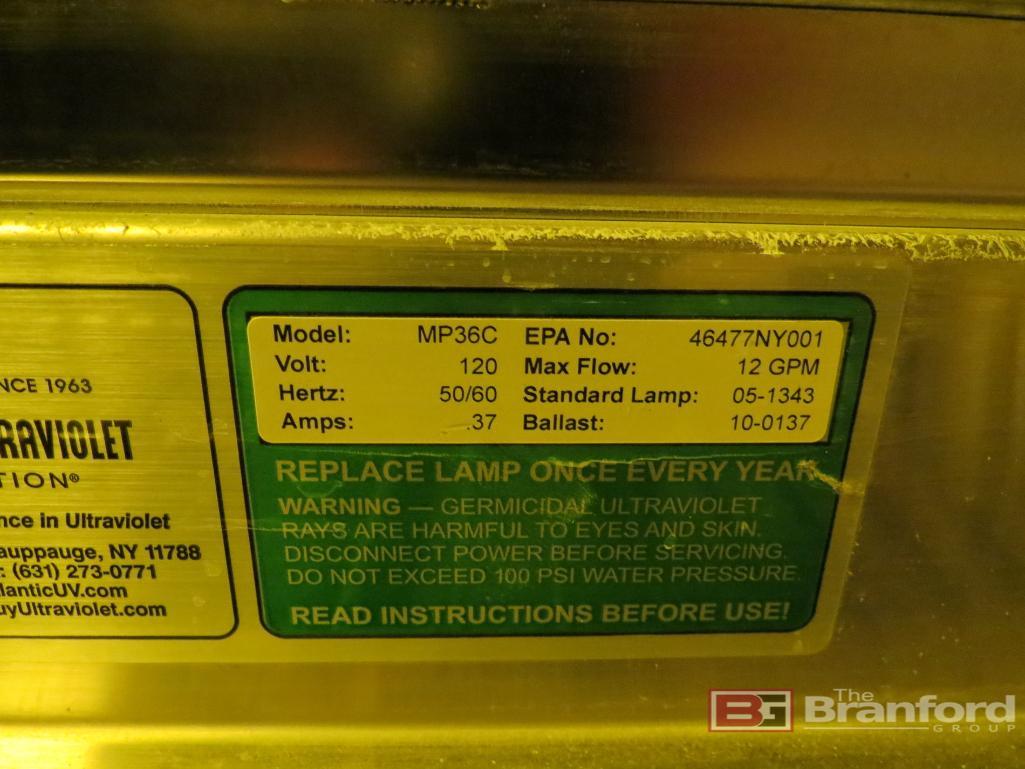 NCE 1963
RAVIOLET
TION®
nce in Ultraviolet
auppauge, NY 11788
: (631) 273-0771
lanticUV.com
uyUltraviolet.com
Model: MP36C EPA No: 46477NY001
Volt: 120 Max Flow: 12 GPM
Hertz: 50/60 Standard Lamp: 05-1343
Amps: .37 Ballast: 10-0137
REPLACE LAMP ONCE EVERY YEAR
WARNING — GERMICIDAL ULTRAVIOLET
RAYS ARE HARMFUL TO EYES AND SKIN.
DISCONNECT POWER BEFORE SERVICING.
DO NOT EXCEED 100 PSI WATER PRESSURE.
READ INSTRUCTIONS BEFORE USE!
BG The
Branford
GROUP